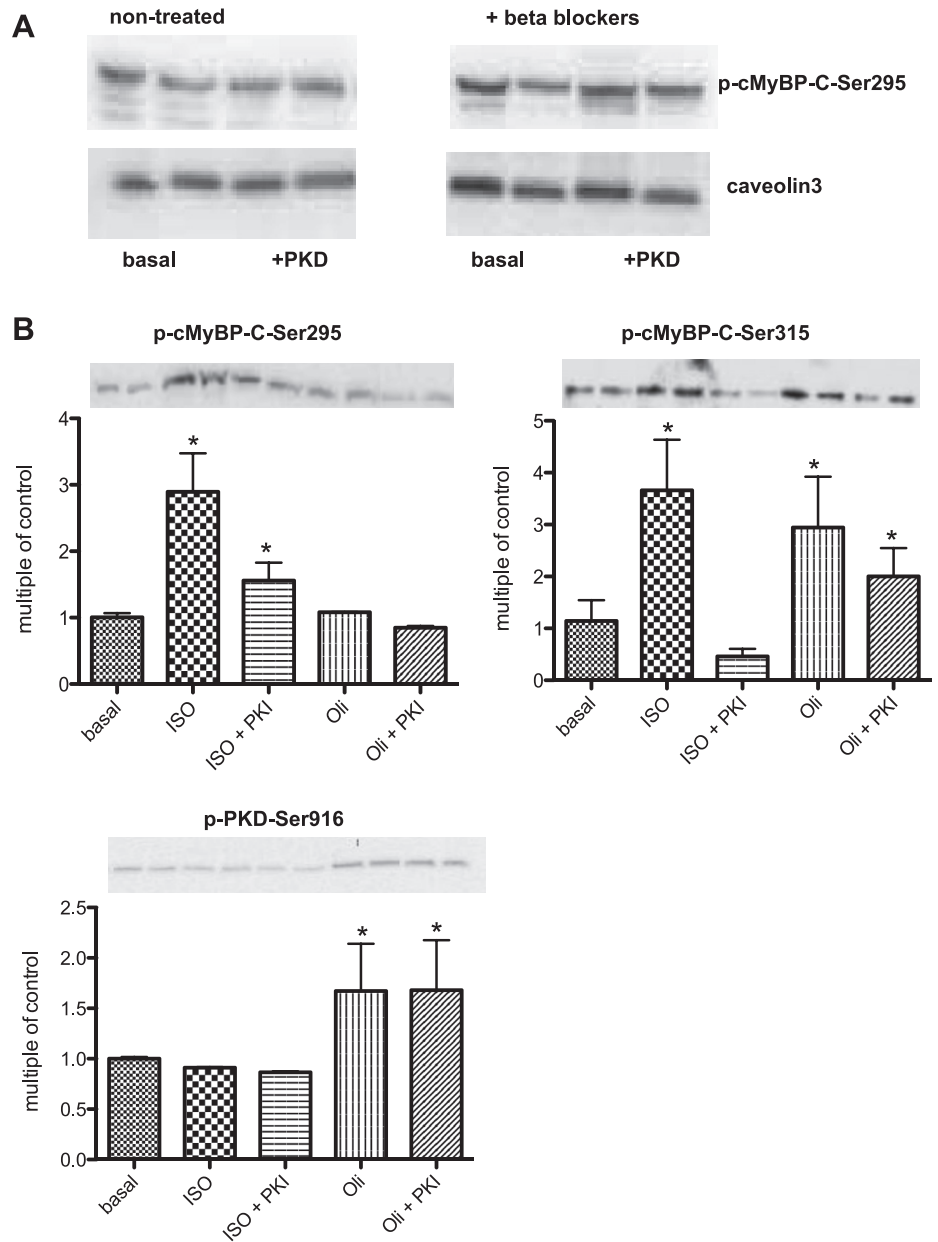 A
non-treated
+ beta blockers
p-cMyBP-C-Ser295
caveolin3
basal
+PKD
basal
+PKD
B
p-cMyBP-C-Ser295
multiple of control
4
3
2
1
0
*
*
basal
ISO
ISO + PKI
Oli
Oli + PKI
p-cMyBP-C-Ser315
multiple of control
5
4
3
2
1
0
*
*
*
basal
ISO
ISO + PKI
Oli
Oli + PKI
p-PKD-Ser916
multiple of control
2.5
2.0
1.5
1.0
0.5
0.0
*
*
basal
ISO
ISO + PKI
Oli
Oli + PKI